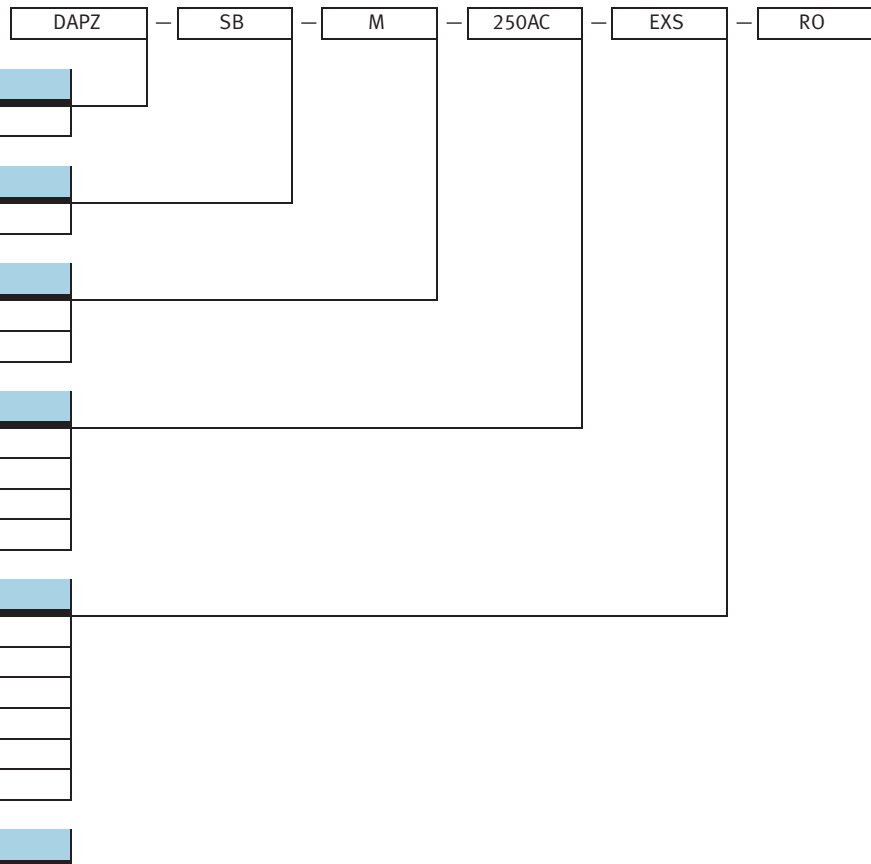 DAPZ — SB — M — 250AC — EXS — RO